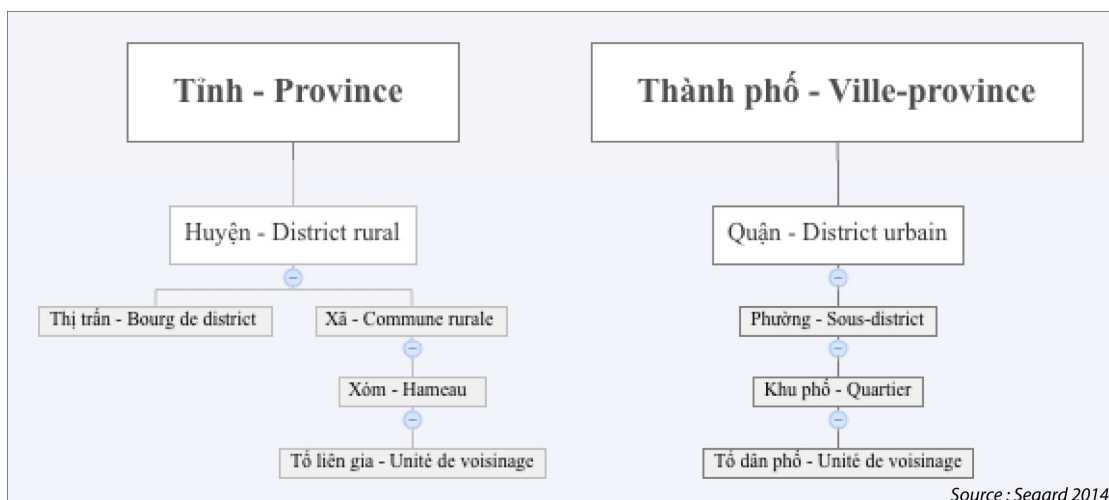 Tỉnh - Province
Thành phố - Ville-province
Huyện - District rural
Quận - District urbain
Thị trấn - Bourg de district
Xã - Commune rurale
Phường - Sous-district
Xóm - Hameau
Khu phố - Quartier
Tổ liên gia - Unité de voisinage
Tổ dân phố - Unité de voisinage
Source : Segard 2014